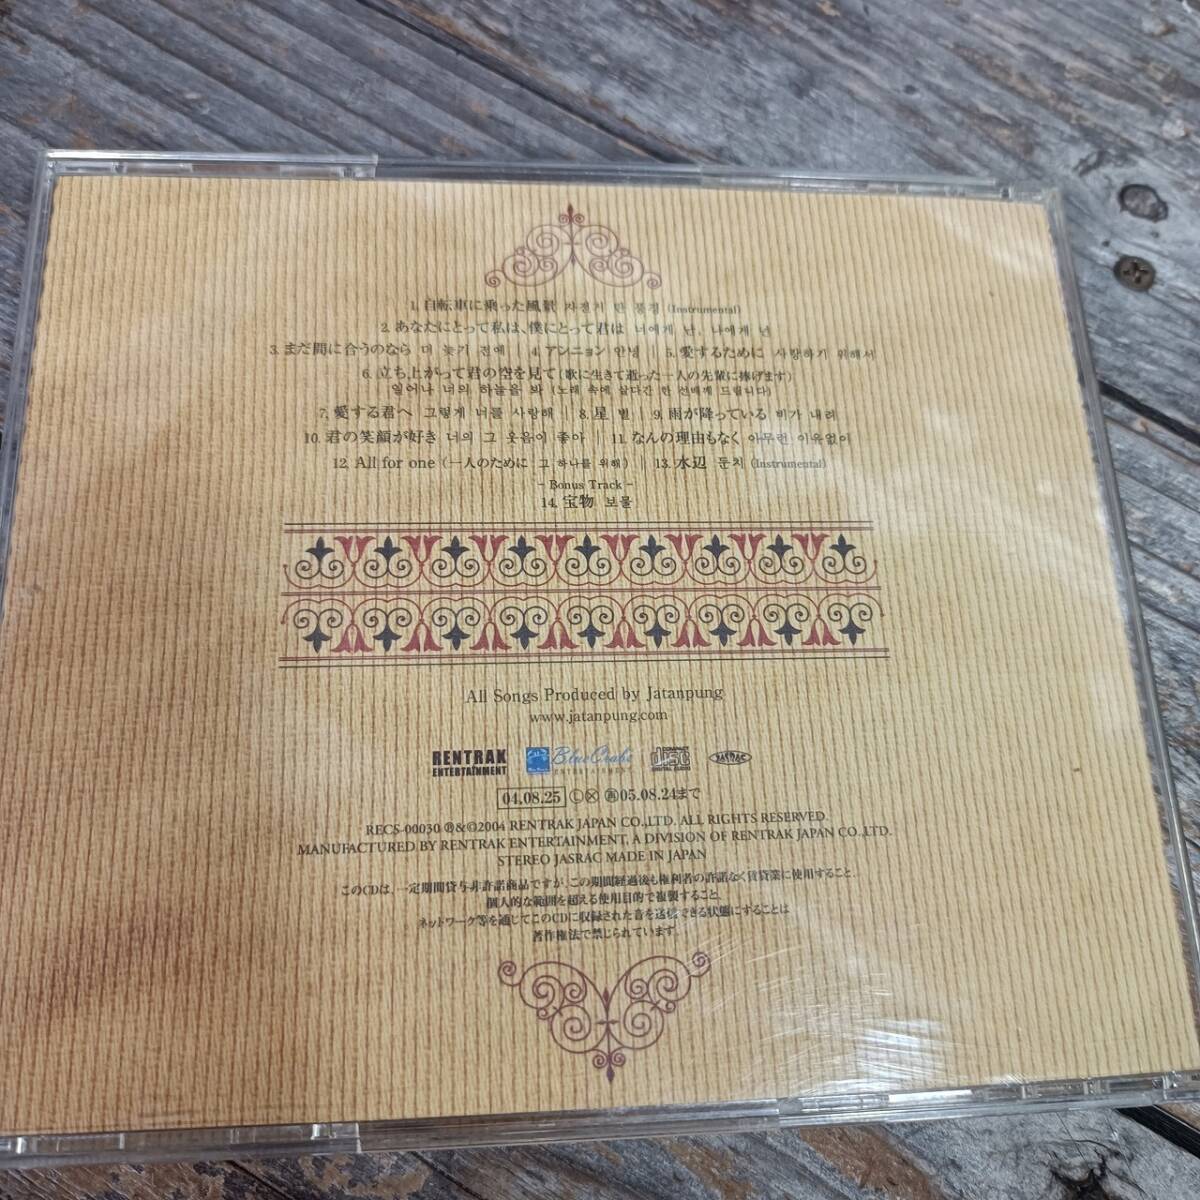 1. 自転車に乗った風景 자전거 탄 풍경 (Instrumental)
2. あなたにとって私は、僕にとって君は 너에게 난, 나에게 넌
3. まだ間に合うのなら 더 늦기 전에 | 4. アンニョン 안녕 | 5. 愛するために 사랑하기 위해서
6. 立ち上がって君の空を見て (歌に生きて逝った一人の先輩に捧げます)
일어나 너의 하늘을 봐 (노래 속에 살다간 한 선배께 드립니다)
7. 愛する君へ 그렇게 너를 사랑해 | 8. 星 별 | 9. 雨が降っている 비가 내려
10. 君の笑顔が好き 너의 그 웃음이 좋아 | 11. なんの理由もなく 아무런 이유없이
12. All for one (一人のために 그 하나를 위해) | 13. 水辺 둔치 (Instrumental)
- Bonus Track -
14. 宝物 보물
All Songs Produced by Jatanpung
www.jatanpung.com
RENTRAK
ENTERTAINMENT
Blue Crabs
ENTERTAINMENT
COMPACT
disc
DIGITAL AUDIO
JASRAC
04.08.25 Ⓛ Ⓧ 再 05.08.24まで
RECS-00030 ℗&©2004 RENTRAK JAPAN CO.,LTD. ALL RIGHTS RESERVED.
MANUFACTURED BY RENTRAK ENTERTAINMENT, A DIVISION OF RENTRAK JAPAN CO.,LTD.
STEREO JASRAC MADE IN JAPAN
このCDは、一定期間貸与非許諾商品ですが、この期間経過後も権利者の許諾なく賃貸業に使用すること、
個人的な範囲を超える使用目的で複製すること、
ネットワーク等を通じてこのCDに収録された音を送信できる状態にすることは
著作権法で禁じられています。